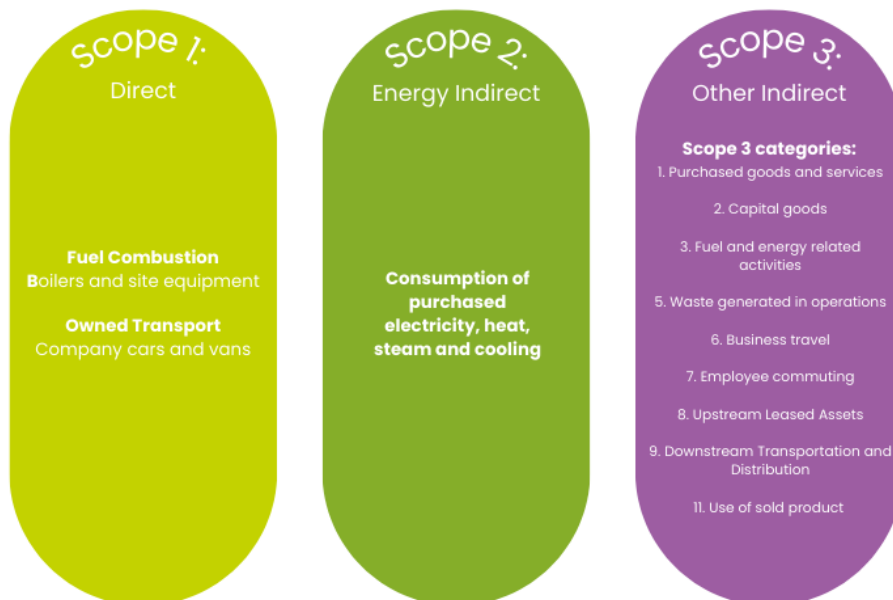 Scope 1:
Direct
Fuel Combustion
Boilers and site equipment
Owned Transport
Company cars and vans
Scope 2:
Energy Indirect
Consumption of
purchased
electricity, heat,
steam and cooling
Scope 3:
Other Indirect
Scope 3 categories:
1. Purchased goods and services
2. Capital goods
3. Fuel and energy related
activities
5. Waste generated in operations
6. Business travel
7. Employee commuting
8. Upstream Leased Assets
9. Downstream Transportation and
Distribution
11. Use of sold product